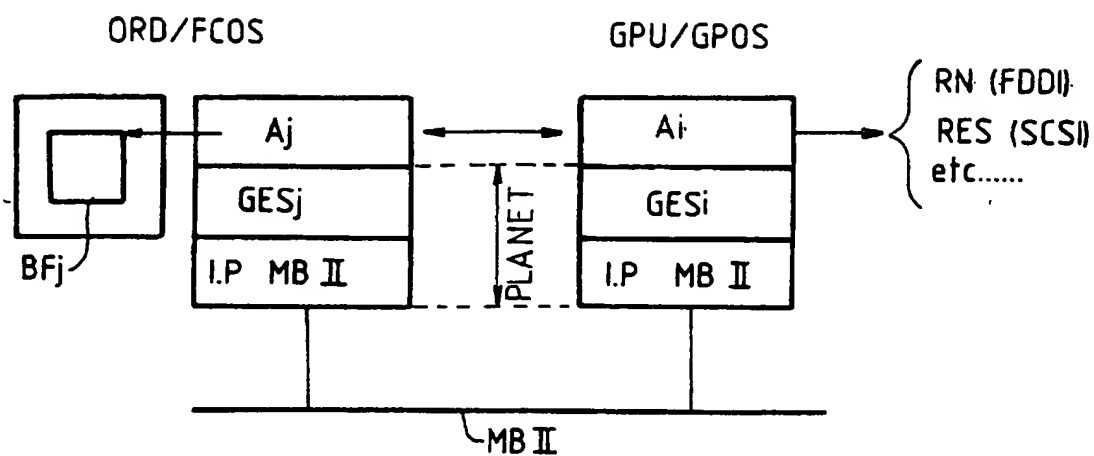 ORD/FCOS
GPU/GPOS
Aj
Ai
RN (FDDI)
RES (SCSI)
etc......
GESj
GESi
PLANET
BFj
I.P MB II
I.P MB II
MB II